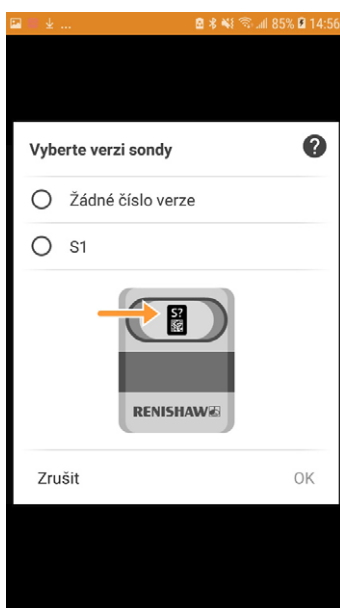 ... 85% 14:56
Vyberte verzi sondy ?
Žádné číslo verze
S1
S?
RENISHAW
Zrušit OK